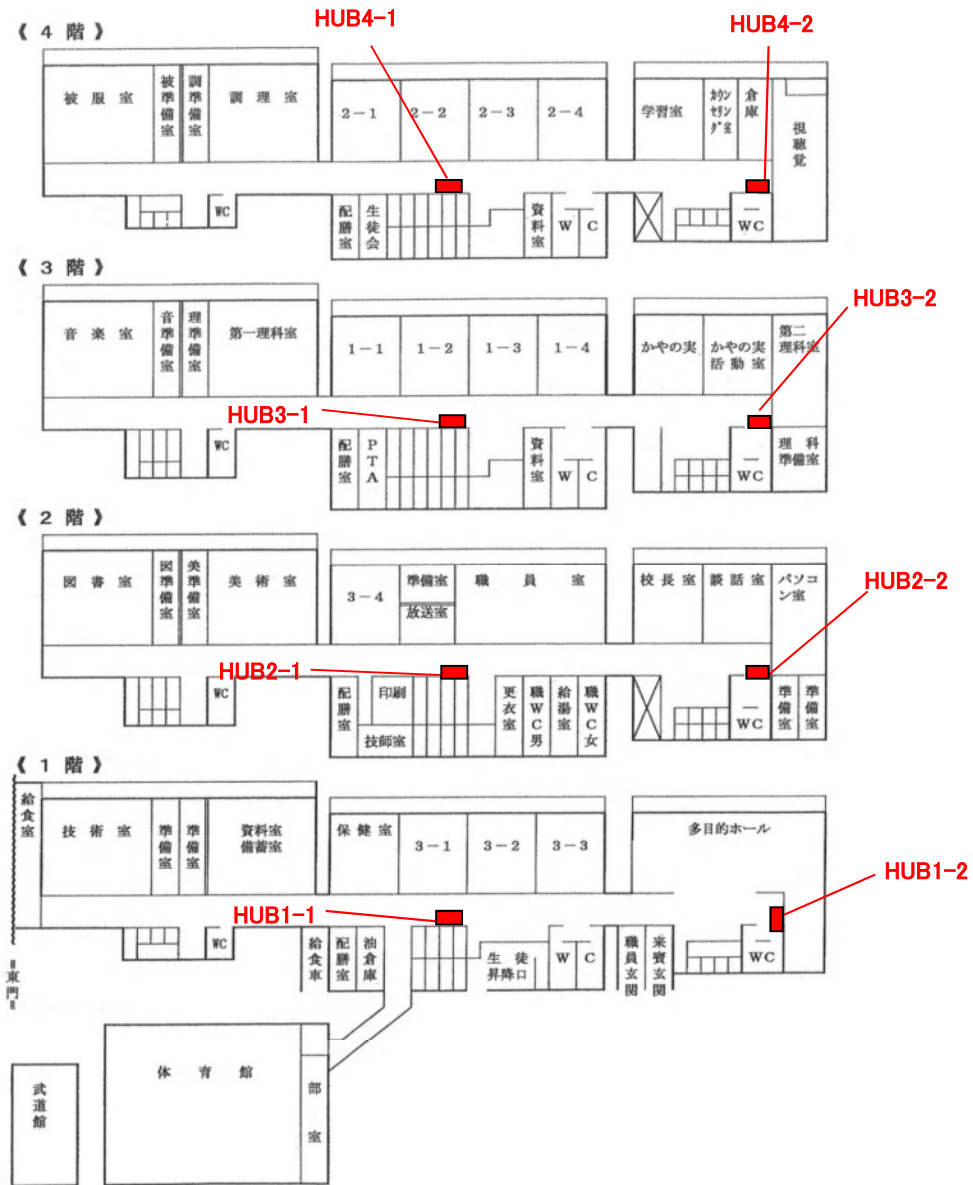 HUB4-1
HUB4-2
《 4 階 》
被 服 室
被準備室
調準備室
調 理 室
2-1
2-2
2-3
2-4
学習室
ｶｳﾝ
ｾﾘﾝ
ｸﾞ室
倉庫
視聴覚
WC
配膳室
生徒会
資料室
W C
WC
《 3 階 》
HUB3-2
音 楽 室
音準備室
理準備室
第一理科室
1-1
1-2
1-3
1-4
かやの実
かやの実
活 動 室
第二
理科室
HUB3-1
WC
配膳室
PTA
資料室
W C
WC
理 科
準備室
《 2 階 》
図 書 室
図準備室
美準備室
美 術 室
3-4
準備室
放送室
職 員 室
校 長 室
談 話 室
パソコ
ン室
HUB2-2
HUB2-1
WC
配膳室
印刷
技師室
更衣室
職WC男
給湯室
職WC女
WC
準備室
準備室
《 1 階 》
給食室
技 術 室
準備室
準備室
資料室
備蓄室
保 健 室
3-1
3-2
3-3
多目的ホール
HUB1-2
HUB1-1
WC
給食車
配膳室
油倉庫
生 徒
昇降口
W C
職員玄関
来賓玄関
WC
=東門=
体 育 館
部室
武道館